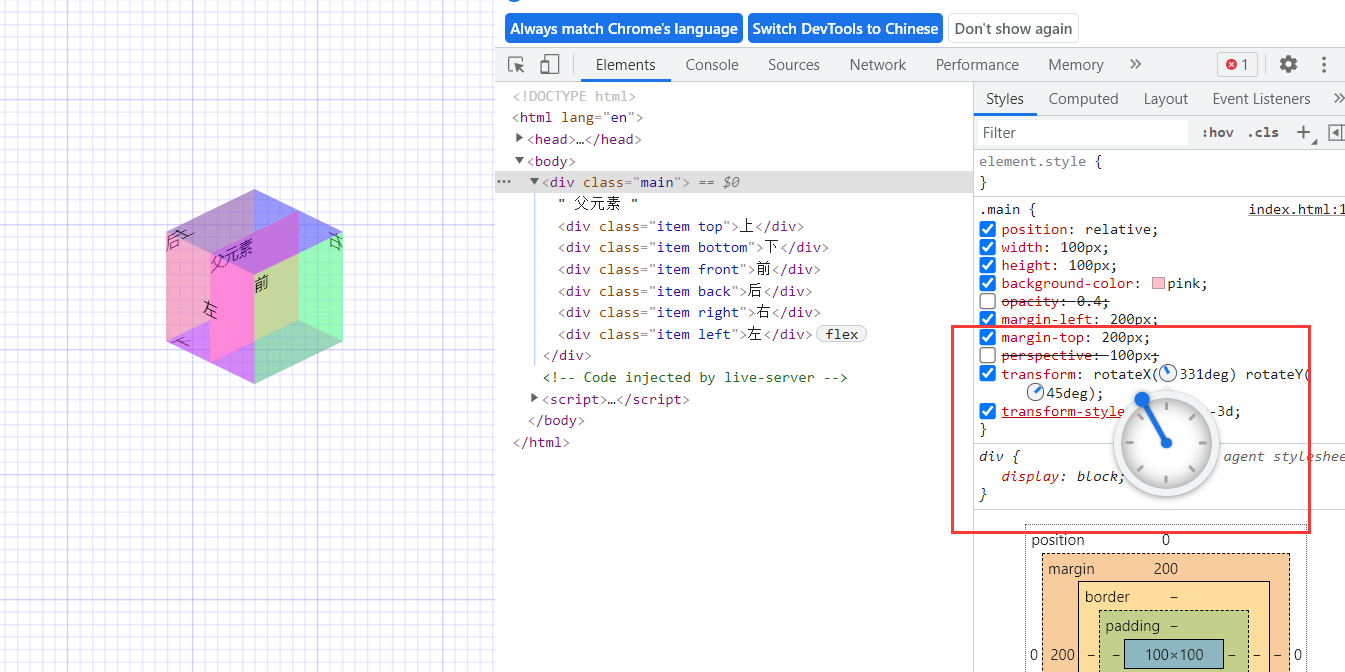 Always match Chrome's language Switch DevTools to Chinese Don't show again
Elements Console Sources Network Performance Memory » 1
<!DOCTYPE html>
<html lang="en">
<head>…</head>
<body>
<div class="main"> == $0
" 父元素 "
<div class="item top">上</div>
<div class="item bottom">下</div>
<div class="item front">前</div>
<div class="item back">后</div>
<div class="item right">右</div>
<div class="item left">左</div> flex
</div>
<!-- Code injected by live-server -->
<script>…</script>
</body>
</html>
Styles Computed Layout Event Listeners »
Filter :hov .cls +
element.style {
}
.main { index.html:1
position: relative;
width: 100px;
height: 100px;
background-color: pink;
opacity: 0.4;
margin-left: 200px;
margin-top: 200px;
perspective: 100px;
transform: rotateX( 331deg) rotateY(
45deg);
transform-style -3d;
}
div { agent styleshee
display: block;
}
position 0
margin 200
border –
padding –
0 200 – – 100×100 – – – 0
后
父元素
前
左
右